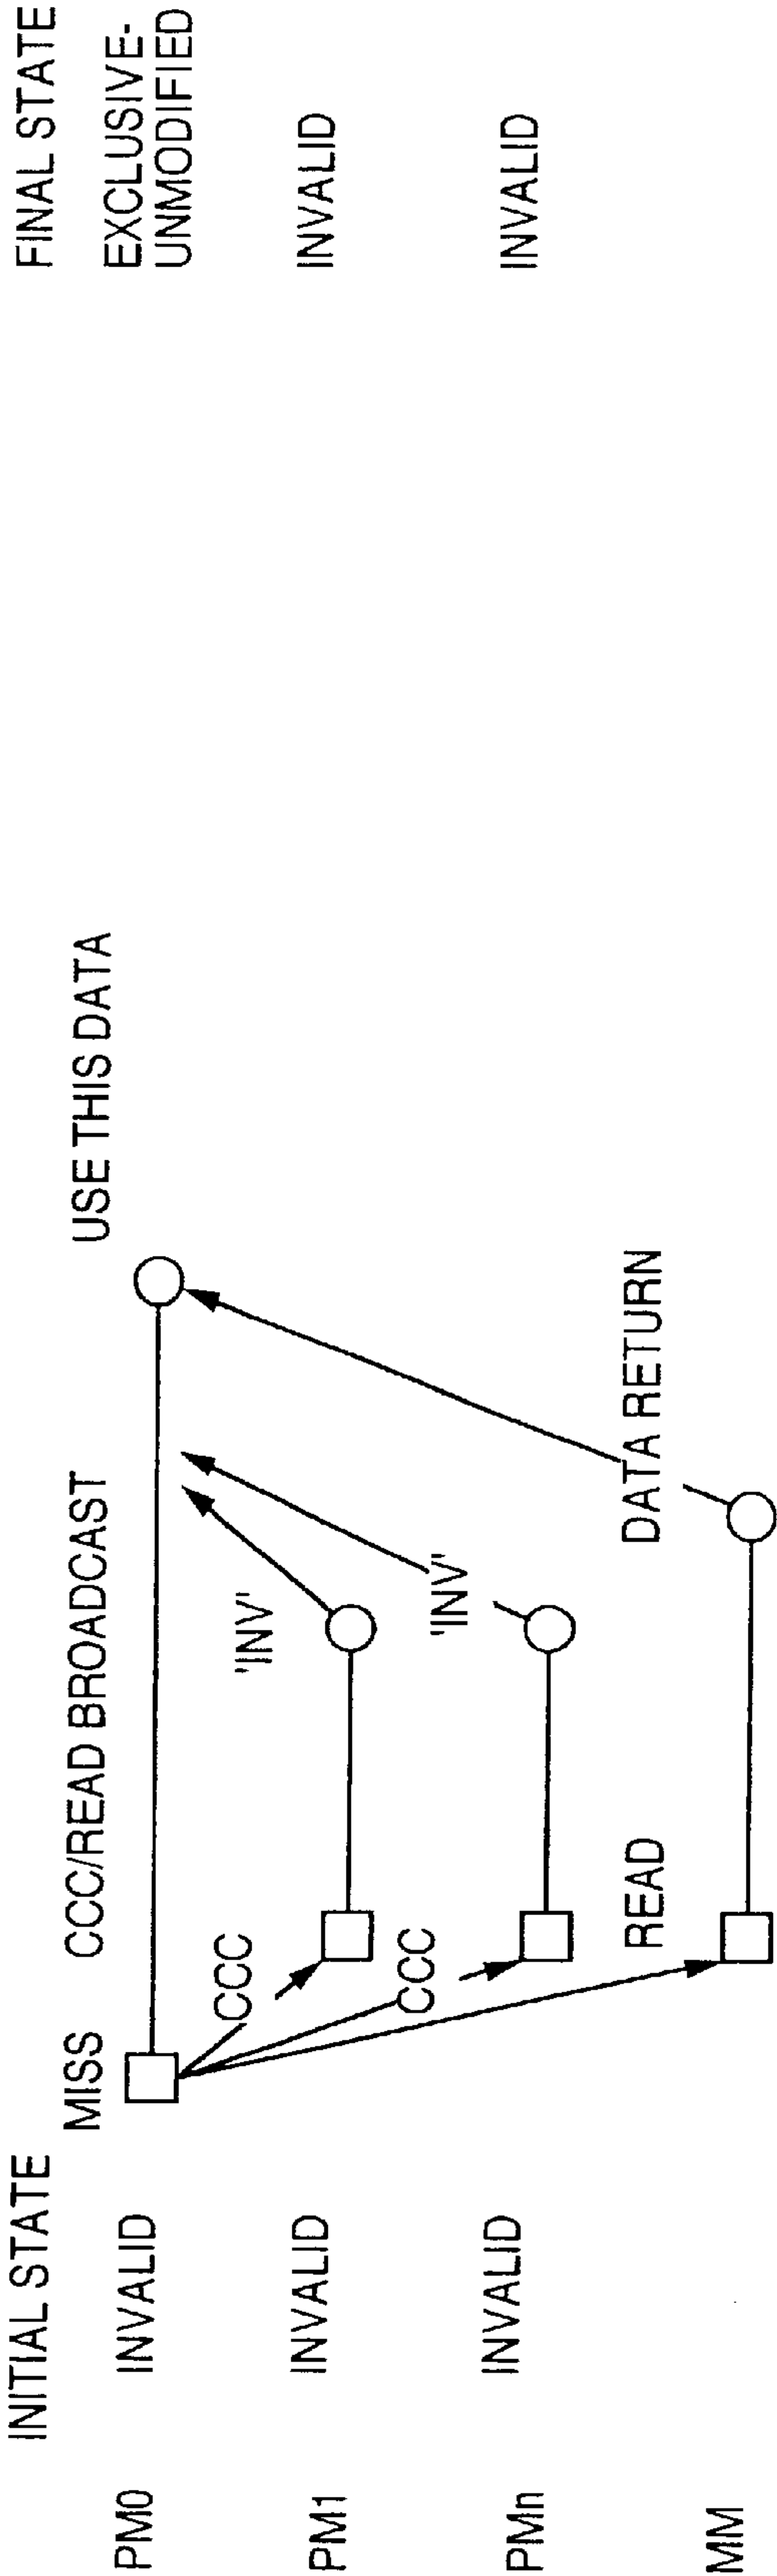 INITIAL STATE
FINAL STATE
MISS
CCC/READ BROADCAST
USE THIS DATA
PM0
INVALID
EXCLUSIVE-
UNMODIFIED
CCC
'INV'
PM1
INVALID
INVALID
CCC
'INV'
PMn
INVALID
INVALID
READ
DATA RETURN
MM